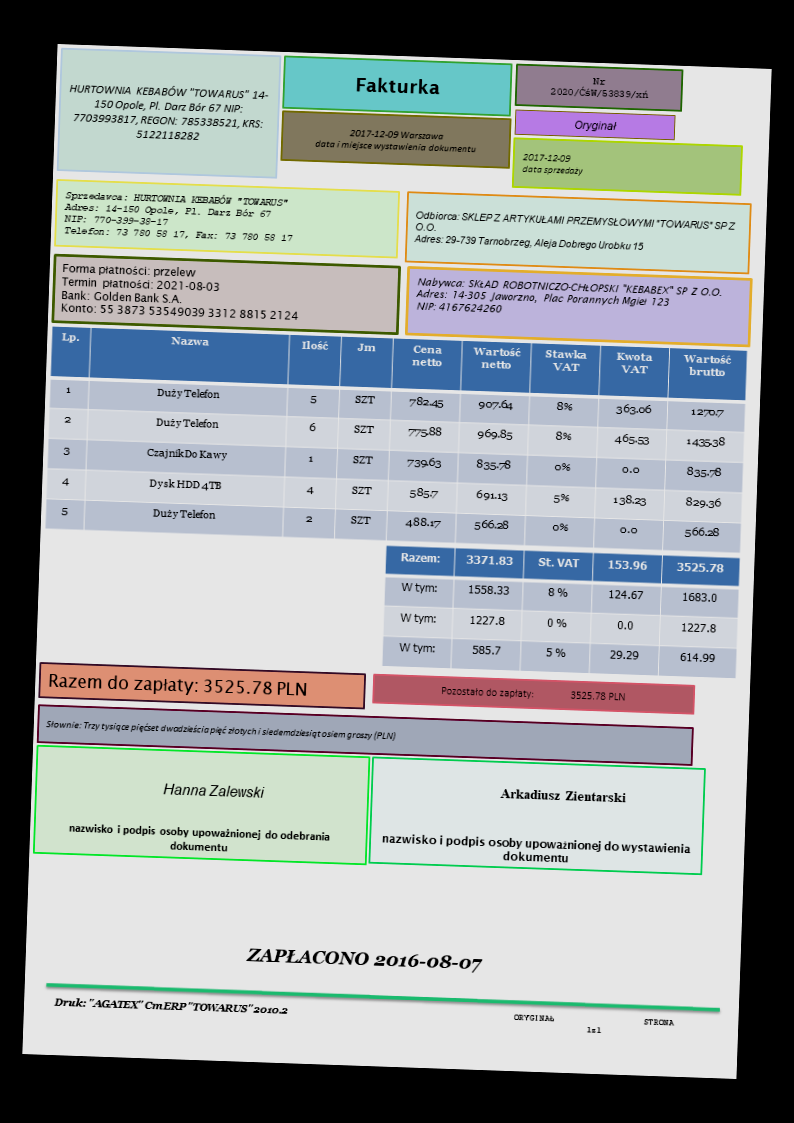 HURTOWNIA KEBABÓW "TOWARUS" 14-
150 Opole, Pl. Darz Bór 67 NIP:
7703993817, REGON: 785338521, KRS:
5122118282
Fakturka
2017-12-09 Warszawa
data i miejsce wystawienia dokumentu
Nr
2020/ĆśW/53839/xń
Oryginał
2017-12-09
data sprzedaży
Sprzedawca: HURTOWNIA KEBABÓW "TOWARUS"
Adres: 14-150 Opole, Pl. Darz Bór 67
NIP: 770-399-38-17
Telefon: 73 780 58 17, Fax: 73 780 58 17
Odbiorca: SKLEP Z ARTYKUŁAMI PRZEMYSŁOWYMI "TOWARUS" SP Z
O.O.
Adres: 29-739 Tarnobrzeg, Aleja Dobrego Urobku 15
Forma płatności: przelew
Termin płatności: 2021-08-03
Bank: Golden Bank S.A.
Konto: 55 3873 53549039 3312 8815 2124
Nabywca: SKŁAD ROBOTNICZO-CHŁOPSKI "KEBABEX" SP Z O.O.
Adres: 14-305 Jaworzno, Plac Porannych Mgieł 123
NIP: 4167624260
Lp. Nazwa Ilość Jm Cena netto Wartość netto Stawka VAT Kwota VAT Wartość brutto
1 Duży Telefon 5 SZT 782.45 907.64 8% 363.06 1270.7
2 Duży Telefon 6 SZT 775.88 969.85 8% 465.53 1435.38
3 Czajnik Do Kawy 1 SZT 739.63 835.78 0% 0.0 835.78
4 Dysk HDD 4TB 4 SZT 585.7 691.13 5% 138.23 829.36
5 Duży Telefon 2 SZT 488.17 566.28 0% 0.0 566.28
Razem: 3371.83 St. VAT 153.96 3525.78
W tym: 1558.33 8 % 124.67 1683.0
W tym: 1227.8 0 % 0.0 1227.8
W tym: 585.7 5 % 29.29 614.99
Razem do zapłaty: 3525.78 PLN
Pozostało do zapłaty: 3525.78 PLN
Słownie: Trzy tysiące pięćset dwadzieścia pięć złotych i siedemdziesiąt osiem groszy (PLN)
Hanna Zalewski
nazwisko i podpis osoby upoważnionej do odebrania
dokumentu
Arkadiusz Zientarski
nazwisko i podpis osoby upoważnionej do wystawienia
dokumentu
ZAPŁACONO 2016-08-07
Druk: "AGATEX" CmERP "TOWARUS" 2010.2
ORYGINAŁ
STRONA
1z1